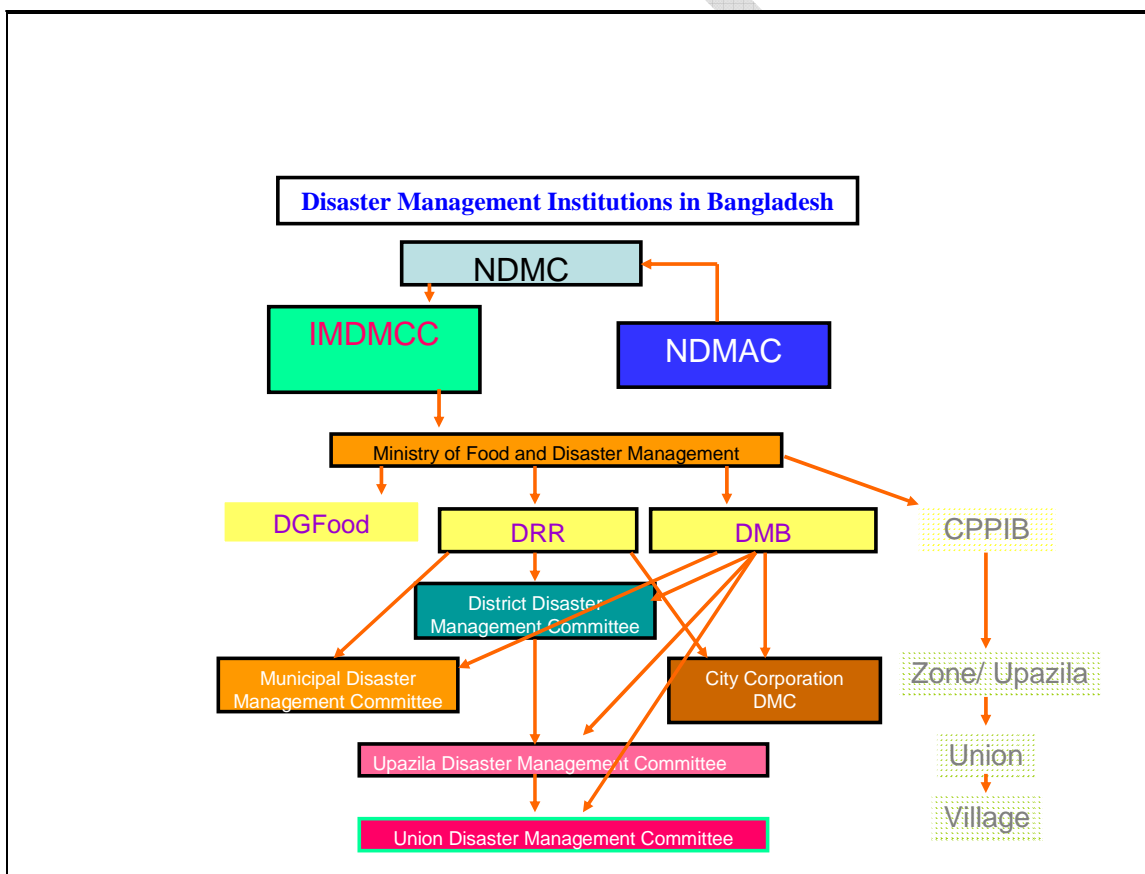 Disaster Management Institutions in Bangladesh
NDMC
IMDMCC
NDMAC
Ministry of Food and Disaster Management
DGFood
DRR
DMB
CPPIB
District Disaster
Management Committee
Municipal Disaster
Management Committee
City Corporation
DMC
Zone/ Upazila
Upazila Disaster Management Committee
Union
Village
Union Disaster Management Committee